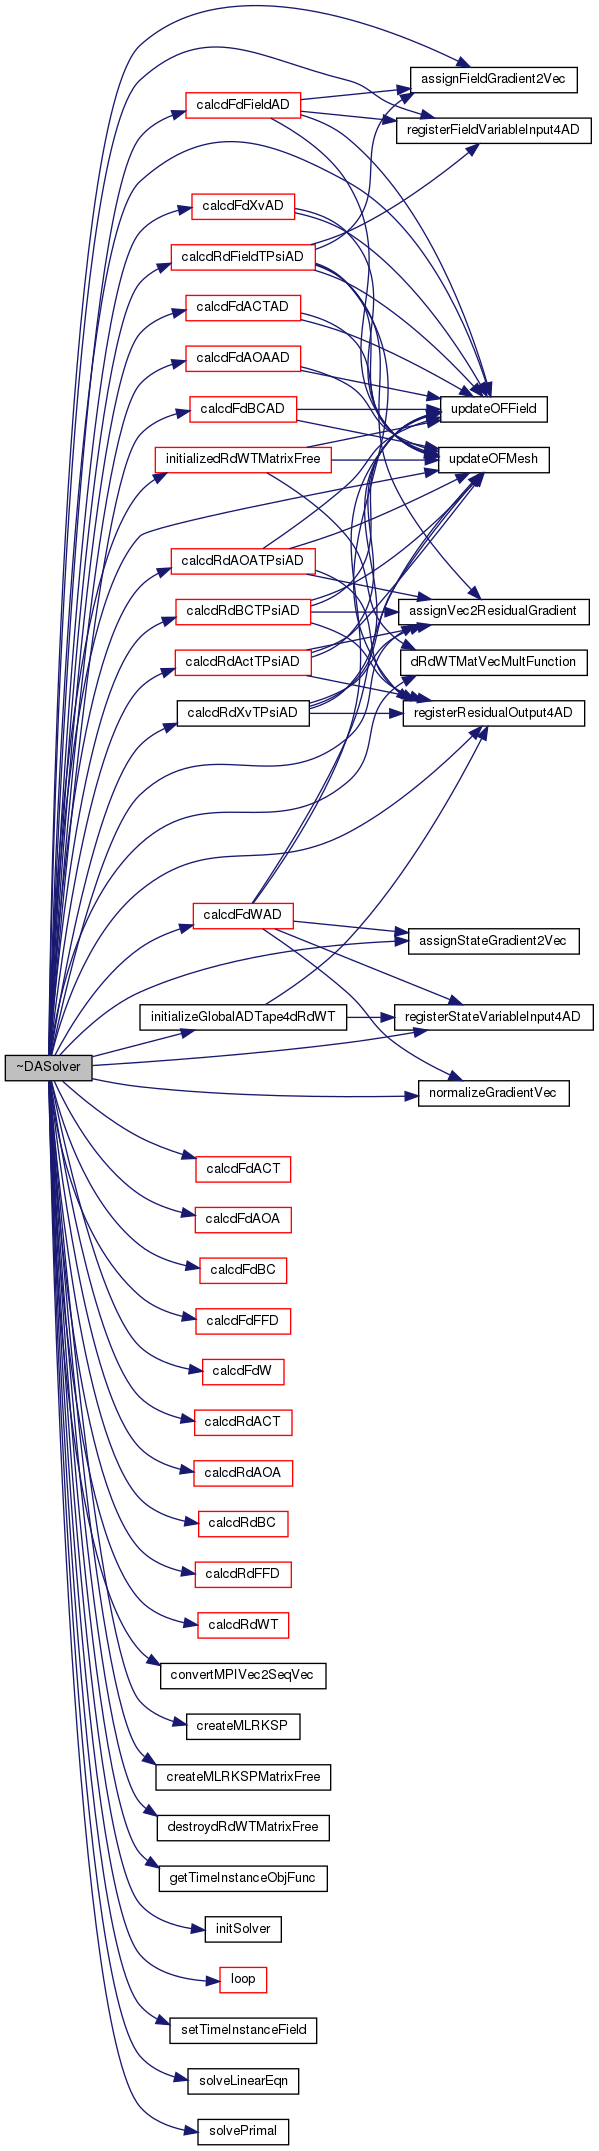 assignFieldGradient2Vec
calcdFdFieldAD
registerFieldVariableInput4AD
calcdFdXvAD
calcdRdFieldTPsiAD
calcdFdACTAD
calcdFdAOAAD
calcdFdBCAD
updateOFField
initializedRdWTMatrixFree
updateOFMesh
calcdRdAOATPsiAD
calcdRdBCTPsiAD
assignVec2ResidualGradient
calcdRdActTPsiAD
dRdWTMatVecMultFunction
calcdRdXvTPsiAD
registerResidualOutput4AD
calcdFdWAD
assignStateGradient2Vec
initializeGlobalADTape4dRdWT
registerStateVariableInput4AD
~DASolver
normalizeGradientVec
calcdFdACT
calcdFdAOA
calcdFdBC
calcdFdFFD
calcdFdW
calcdRdACT
calcdRdAOA
calcdRdBC
calcdRdFFD
calcdRdWT
convertMPIVec2SeqVec
createMLRKSP
createMLRKSPMatrixFree
destroydRdWTMatrixFree
getTimeInstanceObjFunc
initSolver
loop
setTimeInstanceField
solveLinearEqn
solvePrimal